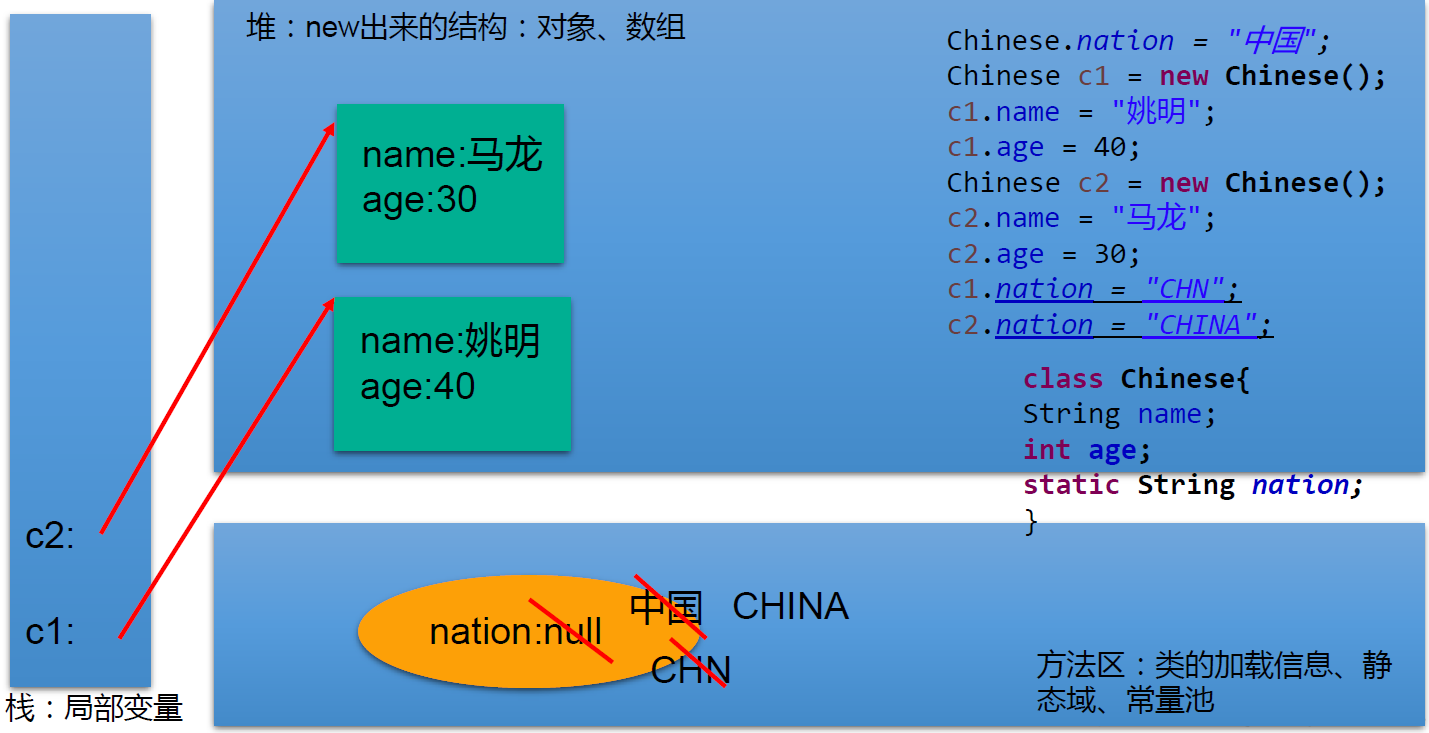 堆：new出来的结构：对象、数组
name:马龙
age:30
name:姚明
age:40
Chinese.nation = "中国";
Chinese c1 = new Chinese();
c1.name = "姚明";
c1.age = 40;
Chinese c2 = new Chinese();
c2.name = "马龙";
c2.age = 30;
c1.nation = "CHN";
c2.nation = "CHINA";
class Chinese{
String name;
int age;
static String nation;
}
c2:
c1:
栈：局部变量
nation:null
中国
CHINA
CHN
方法区：类的加载信息、静
态域、常量池